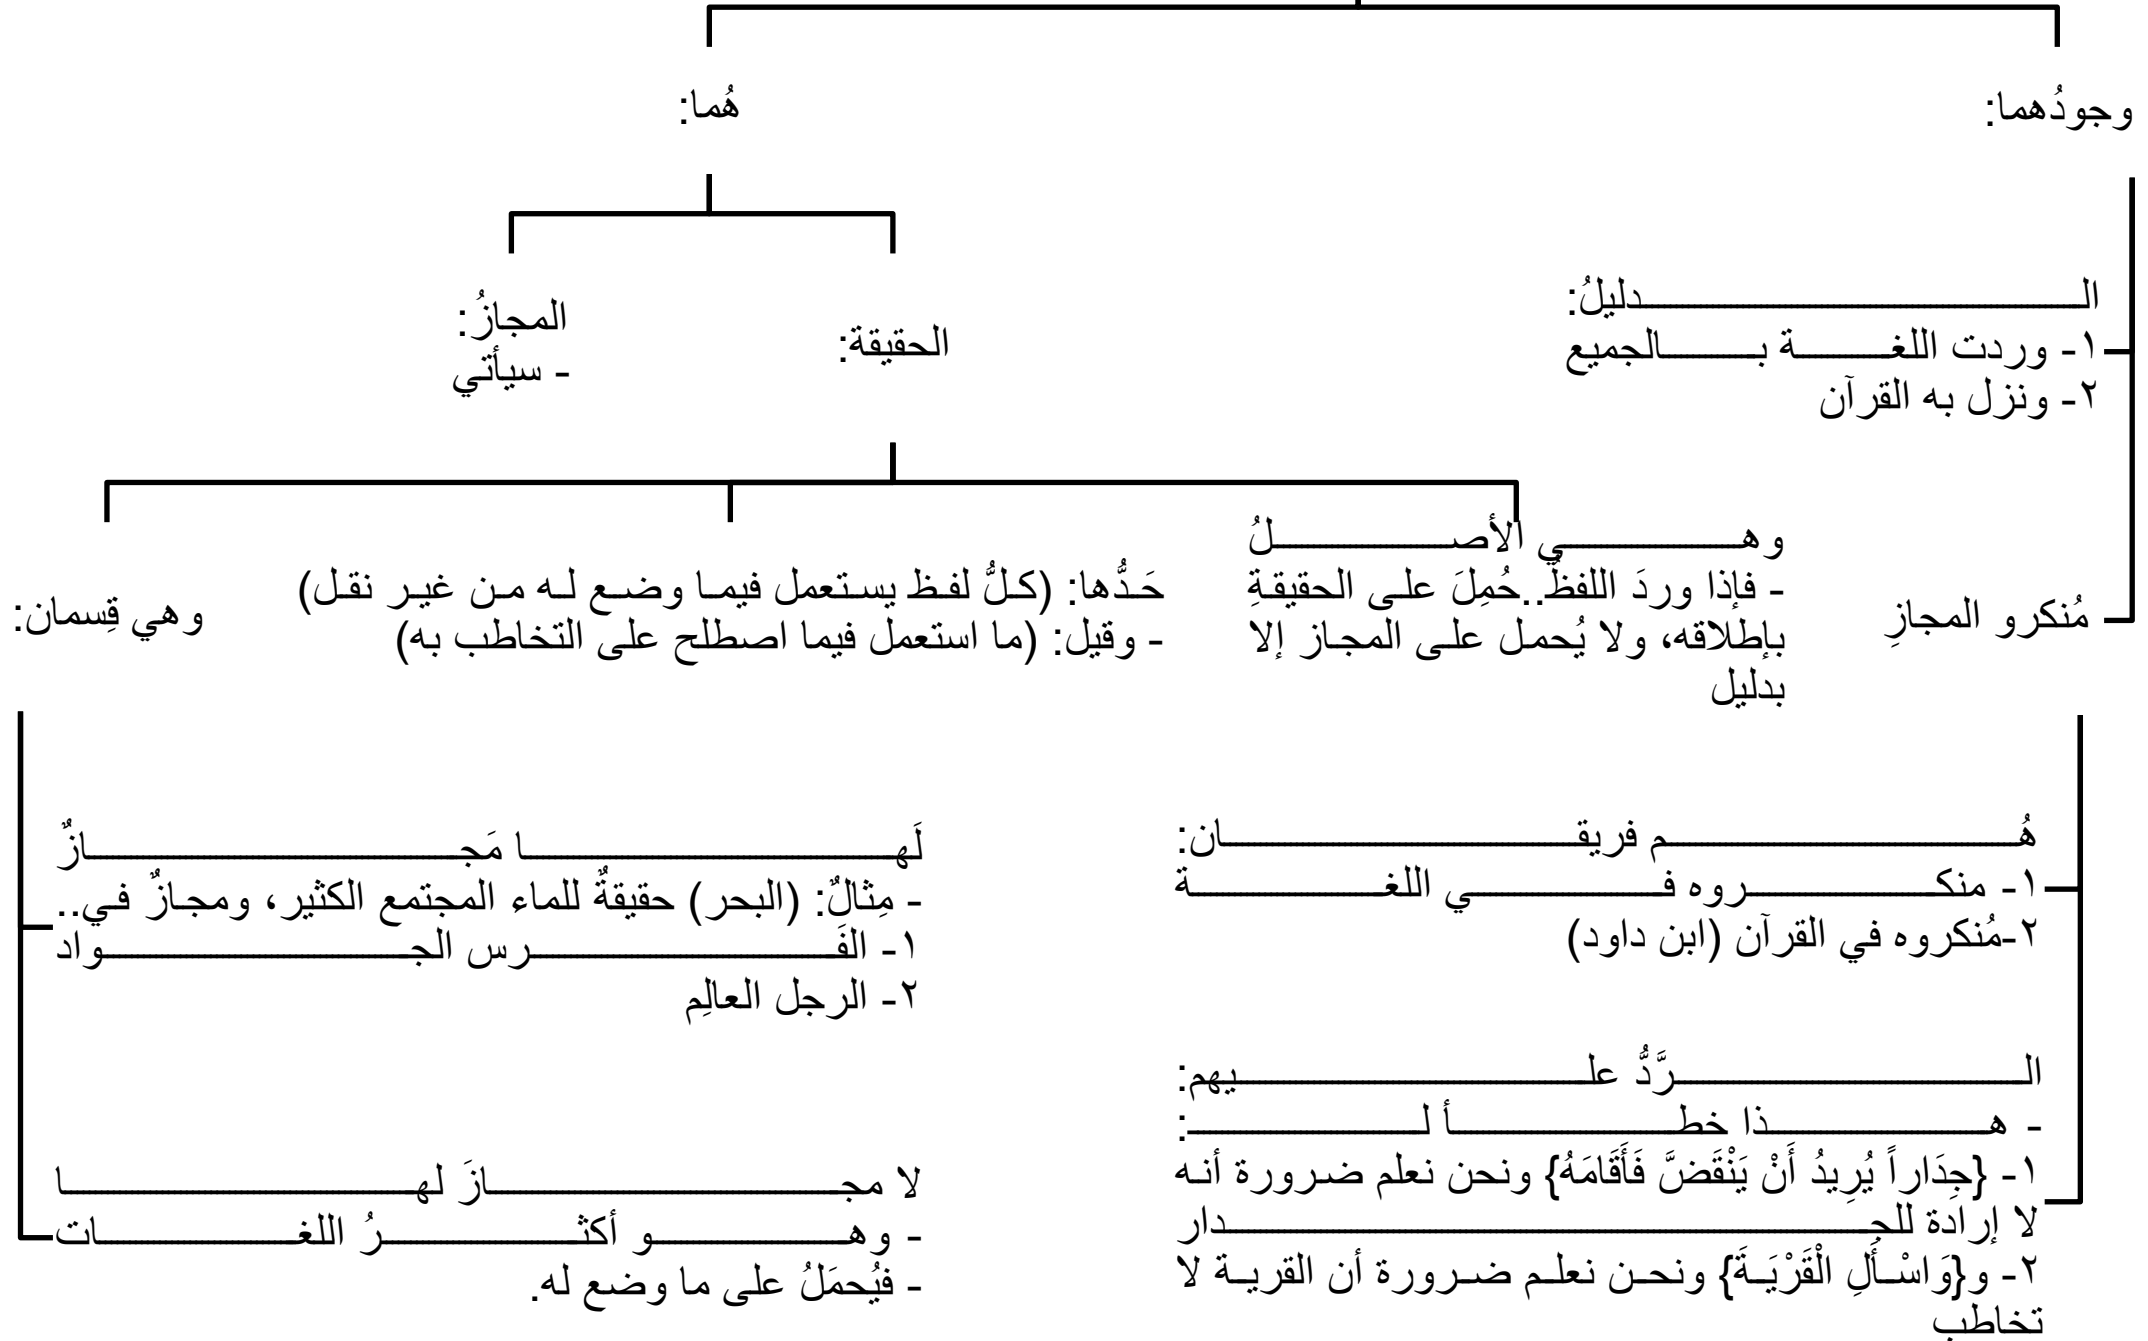 وجودُهما:
الدليلُ:
١- وردت اللغة بالجميع
٢- ونزل به القرآن
مُنكرو المجازِ
هُم فريقان:
١- منكروه في اللغة
٢-مُنكروه في القرآن (ابن داود)
الرَّدُّ عليهم:
- هذا خطأ لـ:
١- {جِدَاراً يُرِيدُ أَنْ يَنْقَضَّ فَأَقَامَهُ} ونحن نعلم ضرورة أنه
لا إرادة للجدار
٢- و{وَاسْأَلِ الْقَرْيَةَ} ونحن نعلم ضرورة أن القرية لا
تخاطب
هُما:
الحقيقة:
وهي الأصلُ
- فإذا وردَ اللفظُ..حُمِلَ على الحقيقةِ
بإطلاقه، ولا يُحمل على المجاز إلا
بدليل
حَدُّها: (كلُّ لفظ يستعمل فيما وضع له من غير نقل)
- وقيل: (ما استعمل فيما اصطلح على التخاطب به)
وهي قِسمان:
لَها مَجازٌ
- مِثالٌ: (البحر) حقيقةٌ للماء المجتمع الكثير، ومجازٌ في..
١- الفَرس الجواد
٢- الرجل العالِم
لا مجازَ لها
- وهو أكثرُ اللغات
- فيُحمَلُ على ما وضع له.
المجازُ:
- سيأتي